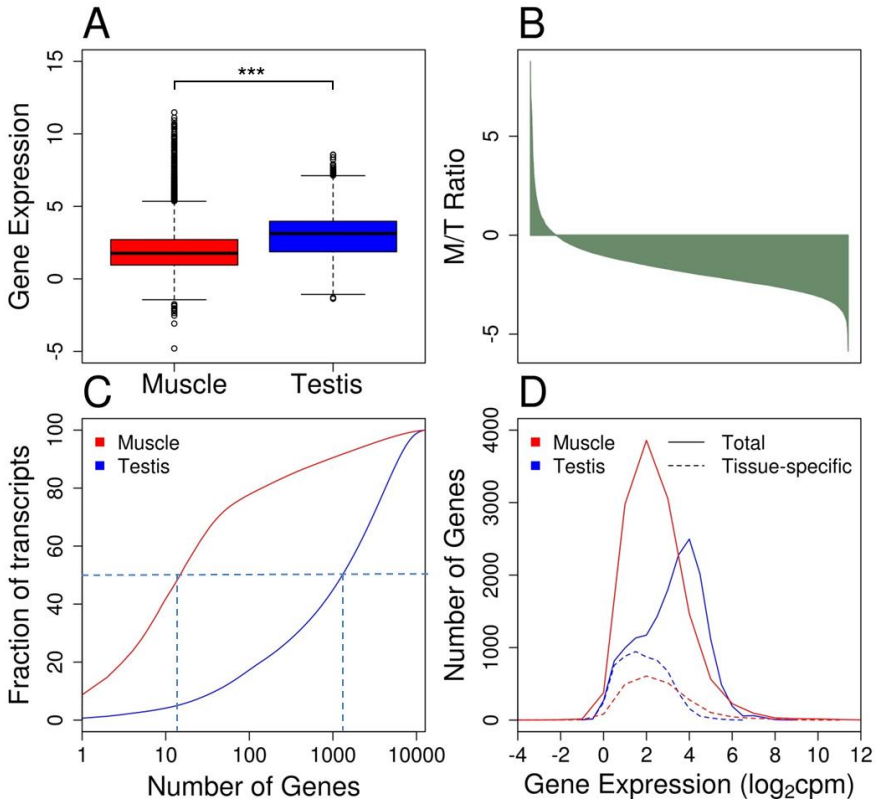 A
Gene Expression
15
10
5
0
-5
***
Muscle
Testis
B
M/T Ratio
5
0
-5
C
Fraction of transcripts
100
80
60
40
20
0
Muscle
Testis
1
10
100
1000
10000
Number of Genes
D
Number of Genes
4000
3000
2000
1000
0
Muscle
Testis
Total
Tissue-specific
-4
-2
0
2
4
6
8
10
12
Gene Expression (log₂cpm)